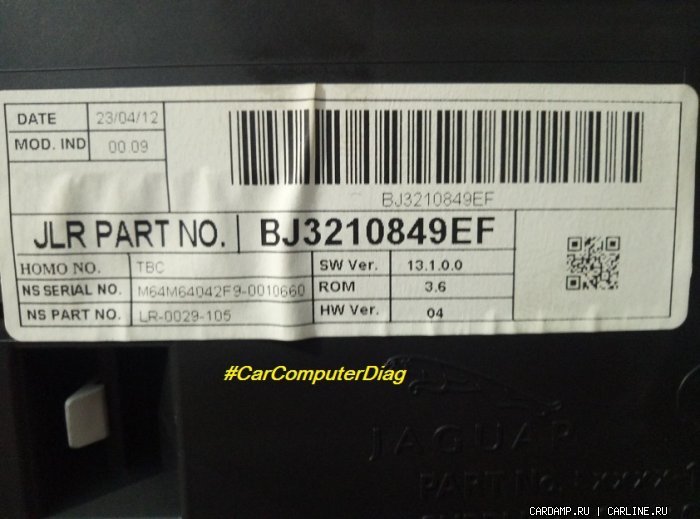 DATE 23/04/12
MOD. IND 00.09
BJ3210849EF
JLR PART NO. BJ3210849EF
HOMO NO. TBC SW Ver. 13.1.0.0
NS SERIAL NO. M64M64042F9-0010660 ROM 3.6
NS PART NO. LR-0029-105 HW Ver. 04
#CarComputerDiag
JAGUAR
PART No.
CARDAMP.RU | CARLINE.RU